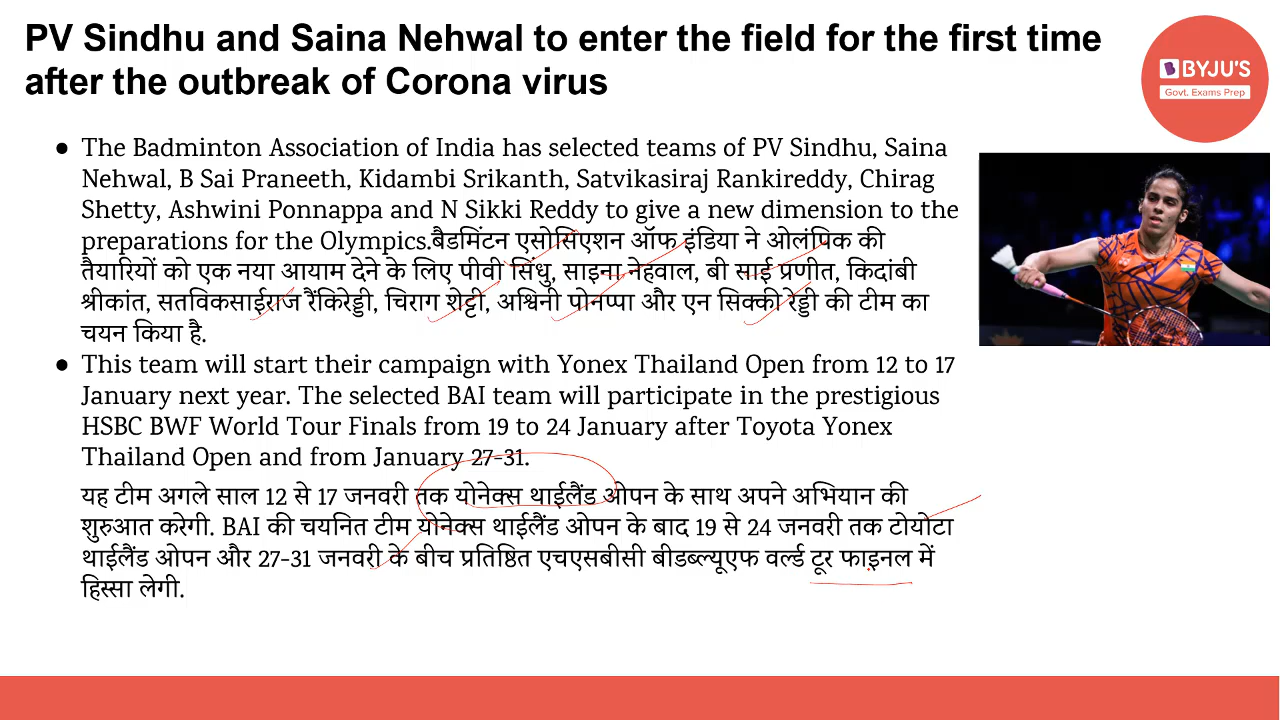 PV Sindhu and Saina Nehwal to enter the field for the first time
after the outbreak of Corona virus
BYJU'S
Govt. Exams Prep
● The Badminton Association of India has selected teams of PV Sindhu, Saina
Nehwal, B Sai Praneeth, Kidambi Srikanth, Satvikasiraj Rankireddy, Chirag
Shetty, Ashwini Ponnappa and N Sikki Reddy to give a new dimension to the
preparations for the Olympics.बैडमिंटन एसोसिएशन ऑफ इंडिया ने ओलंपिक की
तैयारियों को एक नया आयाम देने के लिए पीवी सिंधु, साइना नेहवाल, बी साई प्रणीत, किदांबी
श्रीकांत, सतविकसाईराज रैंकिरेड्डी, चिराग शेट्टी, अश्विनी पोनप्पा और एन सिक्की रेड्डी की टीम का
चयन किया है.
● This team will start their campaign with Yonex Thailand Open from 12 to 17
January next year. The selected BAI team will participate in the prestigious
HSBC BWF World Tour Finals from 19 to 24 January after Toyota Yonex
Thailand Open and from January 27-31.
यह टीम अगले साल 12 से 17 जनवरी तक योनेक्स थाईलैंड ओपन के साथ अपने अभियान की
शुरुआत करेगी. BAI की चयनित टीम योनेक्स थाईलैंड ओपन के बाद 19 से 24 जनवरी तक टोयोटा
थाईलैंड ओपन और 27-31 जनवरी के बीच प्रतिष्ठित एचएसबीसी बीडब्ल्यूएफ वर्ल्ड टूर फाइनल में
हिस्सा लेगी.